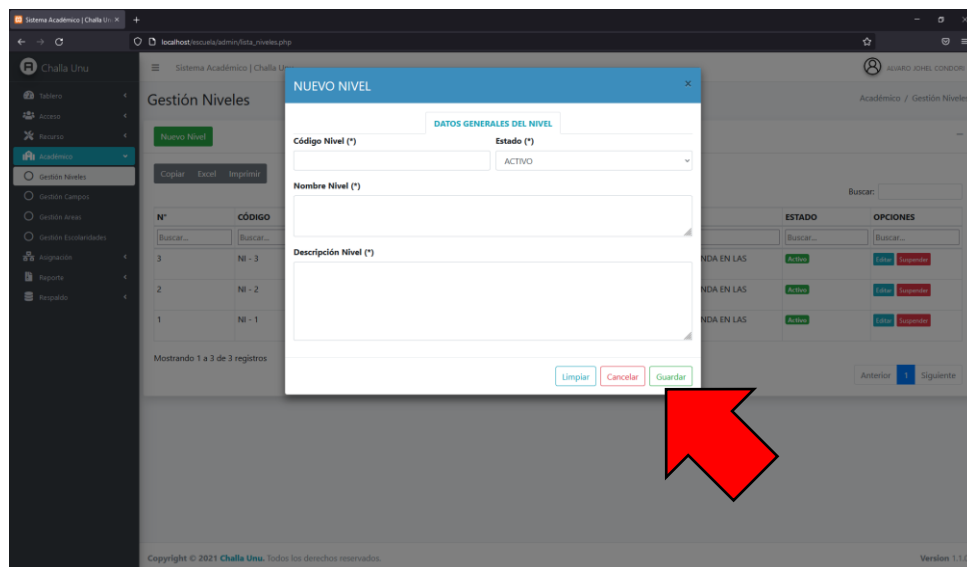 Sistema Académico | Challa Un
localhost/escuela/admin/lista_niveles.php
Challa Unu
Sistema Académico | Challa U
ALVARO JOHEL CONDORI
Tablero
Acceso
Recurso
Académico
Gestión Niveles
Gestión Campos
Gestión Areas
Gestión Escolaridades
Asignación
Reporte
Respaldo
Gestión Niveles
Académico / Gestión Niveles
Nuevo Nivel
Copiar Excel Imprimir
Buscar:
N° CÓDIGO ESTADO OPCIONES
Buscar... Buscar... Buscar... Buscar...
3 NI - 3 NDA EN LAS Activo Editar Suspender
2 NI - 2 NDA EN LAS Activo Editar Suspender
1 NI - 1 NDA EN LAS Activo Editar Suspender
Mostrando 1 a 3 de 3 registros
Anterior 1 Siguiente
NUEVO NIVEL ×
DATOS GENERALES DEL NIVEL
Código Nivel (*) Estado (*)
ACTIVO
Nombre Nivel (*)
Descripción Nivel (*)
Limpiar Cancelar Guardar
Copyright © 2021 Challa Unu. Todos los derechos reservados.
Version 1.1.0